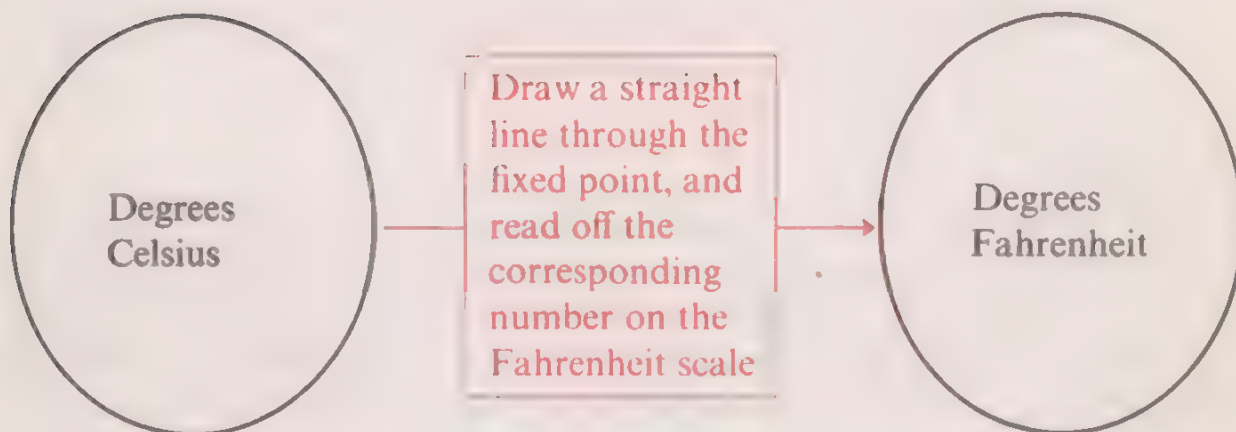 Degrees
Celsius
Draw a straight
line through the
fixed point, and
read off the
corresponding
number on the
Fahrenheit scale
Degrees
Fahrenheit